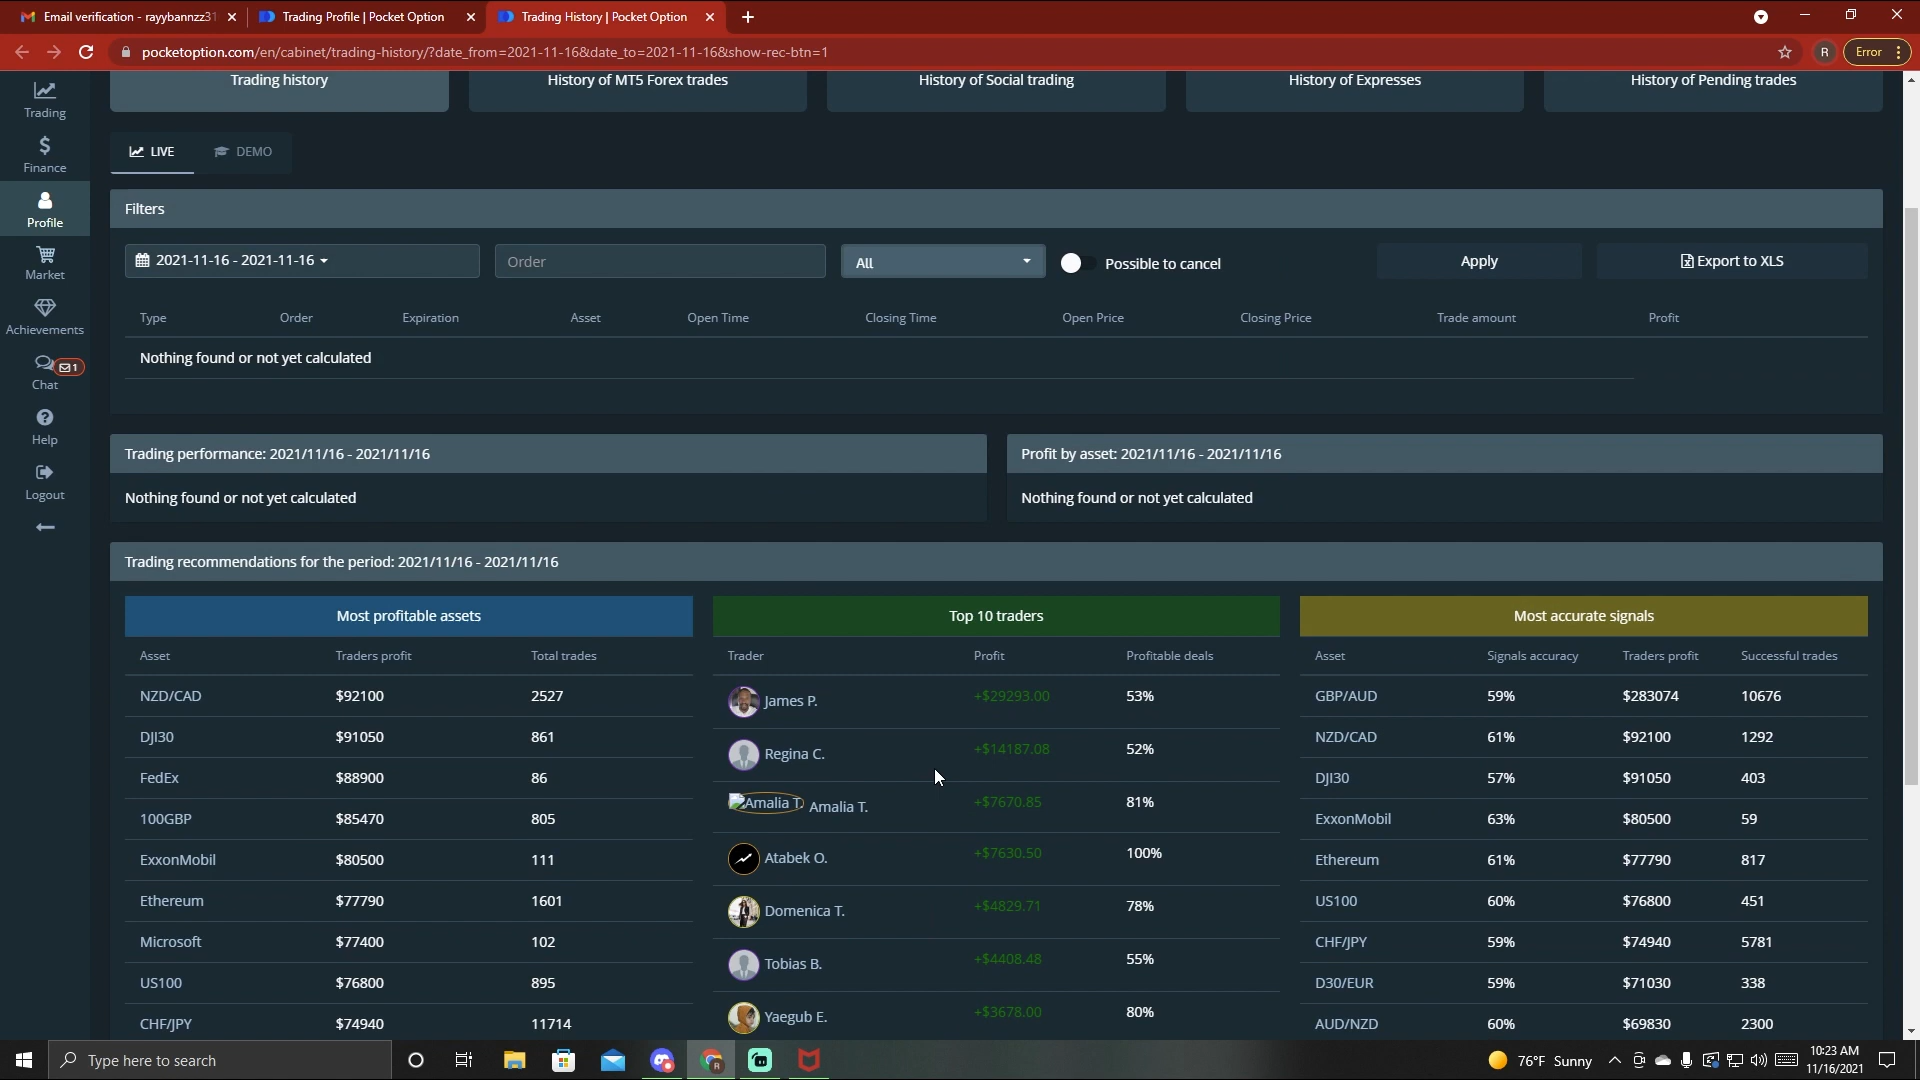 Email verification - rayybannzz31
Trading Profile | Pocket Option
Trading History | Pocket Option
pocketoption.com/en/cabinet/trading-history/?date_from=2021-11-16&date_to=2021-11-16&show-rec-btn=1
R
Error
Trading history
History of MT5 Forex trades
History of Social trading
History of Expresses
History of Pending trades
Trading
Finance
Profile
Market
Achievements
1
Chat
Help
Logout
LIVE
DEMO
Filters
2021-11-16 - 2021-11-16
Order
All
Possible to cancel
Apply
Export to XLS
Type Order Expiration Asset Open Time Closing Time Open Price Closing Price Trade amount Profit
Nothing found or not yet calculated
Trading performance: 2021/11/16 - 2021/11/16
Nothing found or not yet calculated
Profit by asset: 2021/11/16 - 2021/11/16
Nothing found or not yet calculated
Trading recommendations for the period: 2021/11/16 - 2021/11/16
Most profitable assets
Asset Traders profit Total trades
NZD/CAD $92100 2527
DJI30 $91050 861
FedEx $88900 86
100GBP $85470 805
ExxonMobil $80500 111
Ethereum $77790 1601
Microsoft $77400 102
US100 $76800 895
CHF/JPY $74940 11714
Top 10 traders
Trader Profit Profitable deals
James P. +$29293.00 53%
Regina C. +$14187.08 52%
Amalia T. Amalia T. +$7670.85 81%
Atabek O. +$7630.50 100%
Domenica T. +$4829.71 78%
Tobias B. +$4408.48 55%
Yaegub E. +$3678.00 80%
Most accurate signals
Asset Signals accuracy Traders profit Successful trades
GBP/AUD 59% $283074 10676
NZD/CAD 61% $92100 1292
DJI30 57% $91050 403
ExxonMobil 63% $80500 59
Ethereum 61% $77790 817
US100 60% $76800 451
CHF/JPY 59% $74940 5781
D30/EUR 59% $71030 338
AUD/NZD 60% $69830 2300
Type here to search
76°F Sunny
10:23 AM
11/16/2021